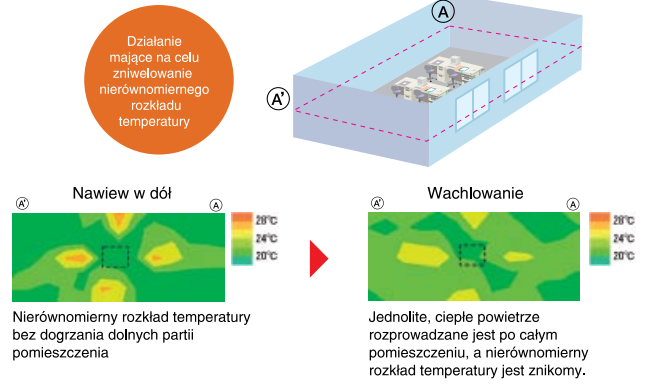 Działanie
mające na celu
zniwelowanie
nierównomiernego
rozkładu
temperatury
A
A'
Nawiew w dół
A'
A
28°C
24°C
20°C
Nierównomierny rozkład temperatury
bez dogrzania dolnych partii
pomieszczenia
Wachlowanie
A'
A
28°C
24°C
20°C
Jednolite, ciepłe powietrze
rozprowadzane jest po całym
pomieszczeniu, a nierównomierny
rozkład temperatury jest znikomy.